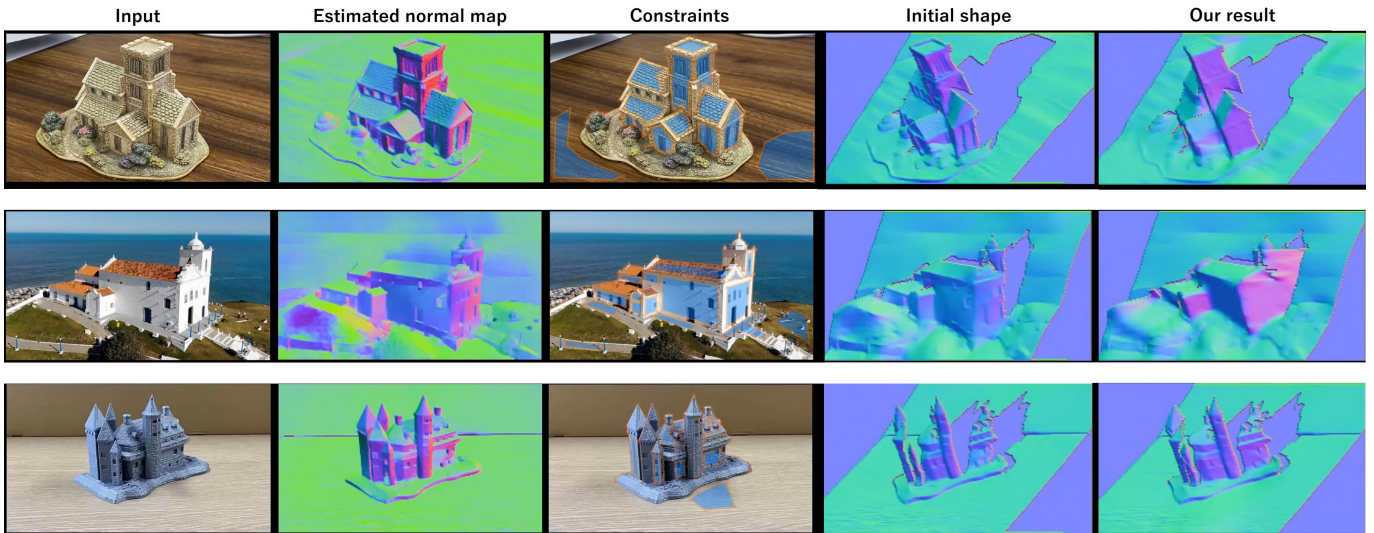 Input
Estimated normal map
Constraints
Initial shape
Our result